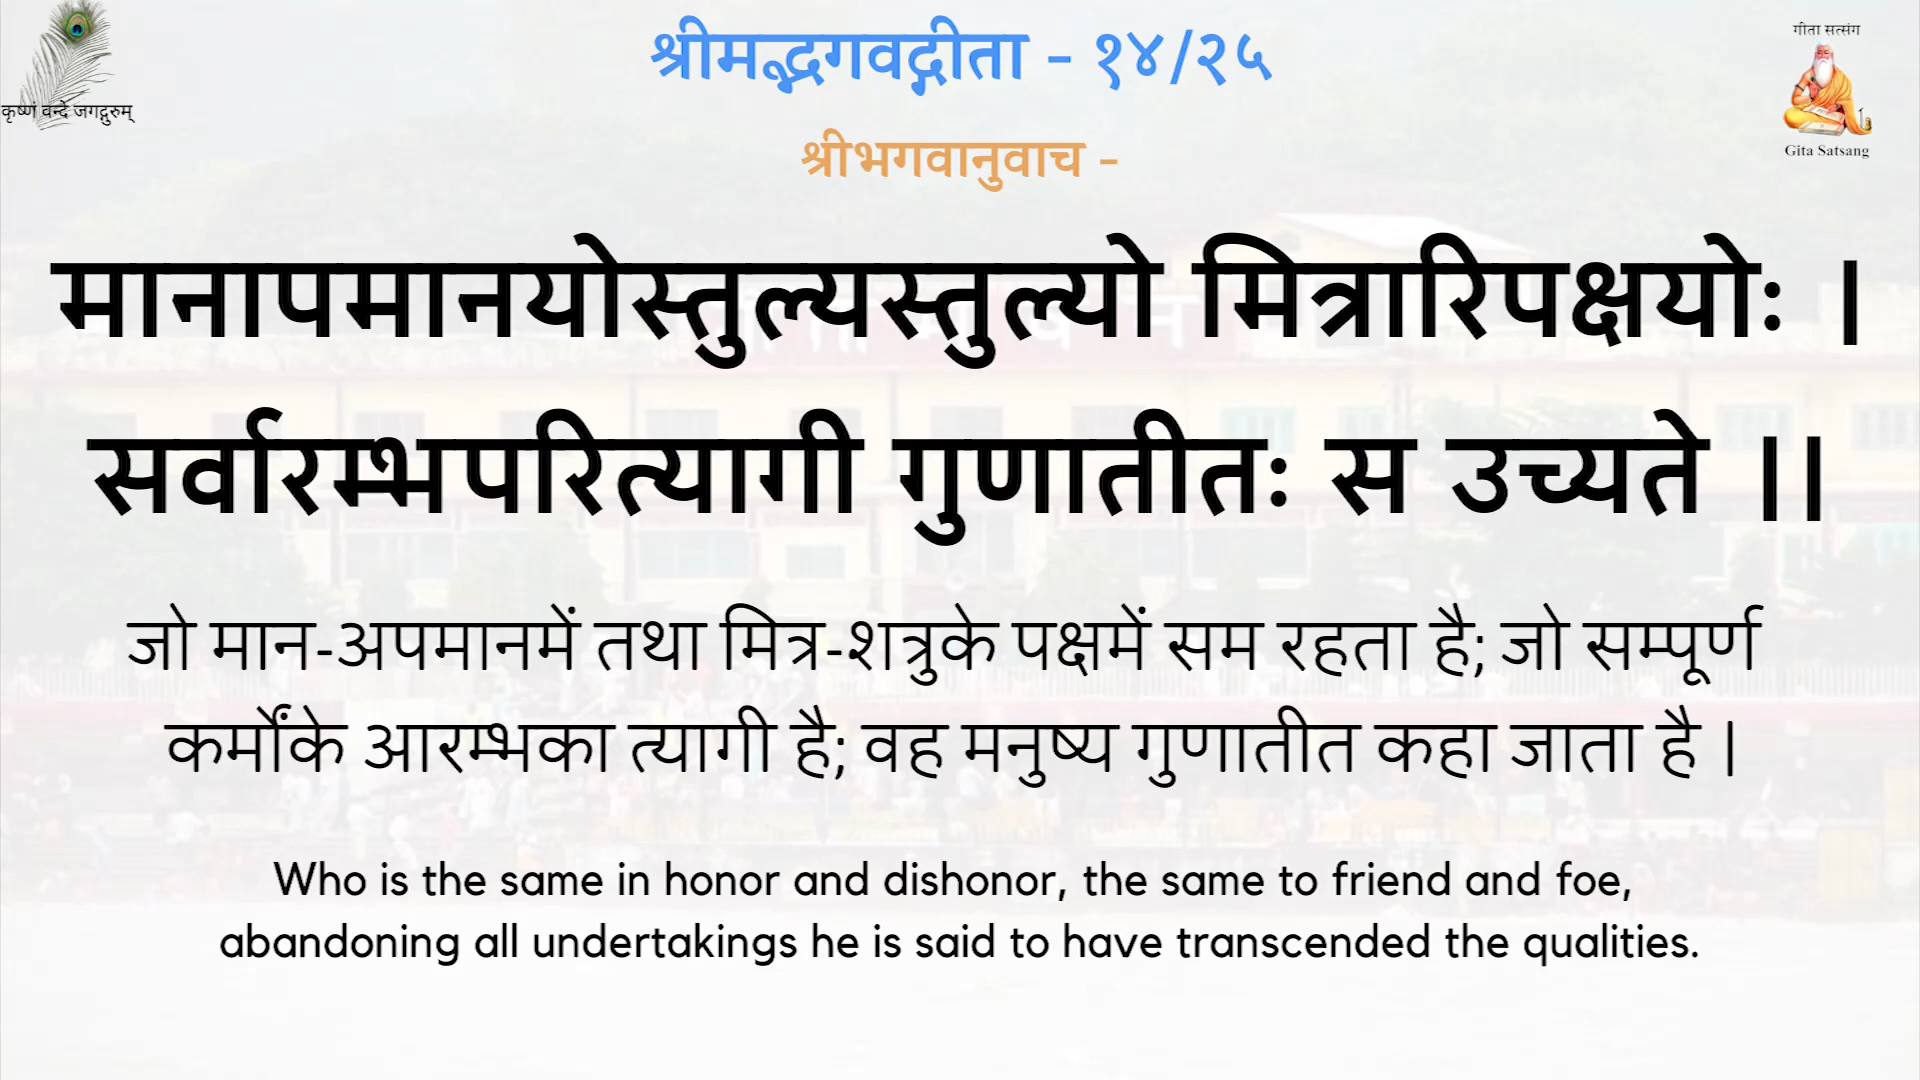 श्रीमद्भगवद्गीता - १४/२५
गीता सत्संग
कृष्णं वन्दे जगद्गुरुम्
Gita Satsang
श्रीभगवानुवाच -
मानापमानयोस्तुल्यस्तुल्यो मित्रारिपक्षयोः ।
सर्वारम्भपरित्यागी गुणातीतः स उच्यते ।।
जो मान-अपमानमें तथा मित्र-शत्रुके पक्षमें सम रहता है; जो सम्पूर्ण
कर्मोंके आरम्भका त्यागी है; वह मनुष्य गुणातीत कहा जाता है ।
Who is the same in honor and dishonor, the same to friend and foe,
abandoning all undertakings he is said to have transcended the qualities.